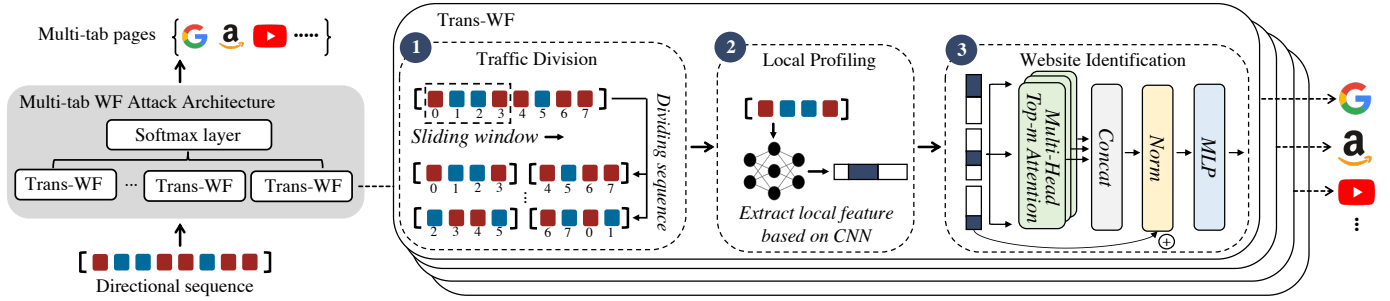 Multi-tab pages
{ G a ····· }
Multi-tab WF Attack Architecture
Softmax layer
Trans-WF ... Trans-WF Trans-WF
[ ]
Directional sequence
Trans-WF
1
Traffic Division
[ ]
0 1 2 3 4 5 6 7
Sliding window
Dividing sequence
[ ] [ ]
0 1 2 3 4 5 6 7
⋮
[ ] [ ]
2 3 4 5 6 7 0 1
2
Local Profiling
[ ]
Extract local feature
based on CNN
3
Website Identification
Multi-Head
Top-m Attention
Concat
Norm
MLP
+
G
a
⋮